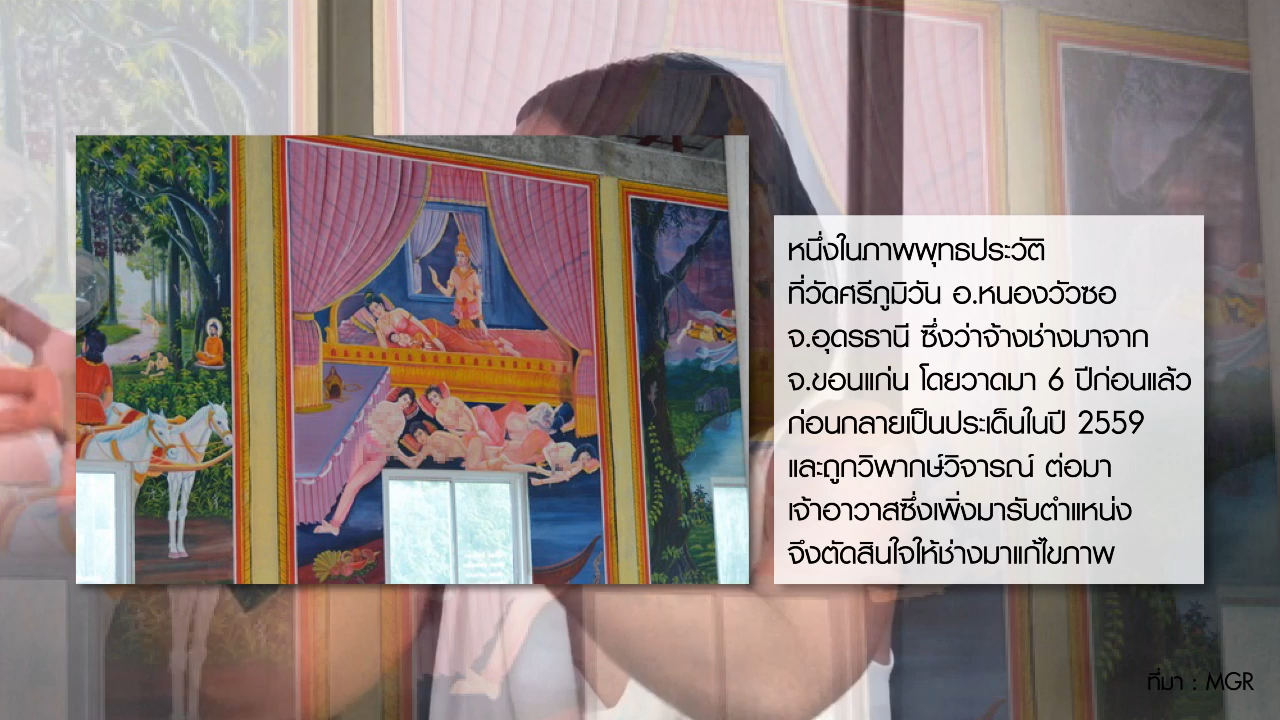 หนึ่งในภาพพุทธประวัติ
ที่วัดศรีภูมิวัน อ.หนองวัวซอ
จ.อุดรธานี ซึ่งว่าจ้างช่างมาจาก
จ.ขอนแก่น โดยวาดมา 6 ปีก่อนแล้ว
ก่อนกลายเป็นประเด็นในปี 2559
และถูกวิพากษ์วิจารณ์ ต่อมา
เจ้าอาวาสซึ่งเพิ่งมารับตำแหน่ง
จึงตัดสินใจให้ช่างมาแก้ไขภาพ
ที่มา : MGR